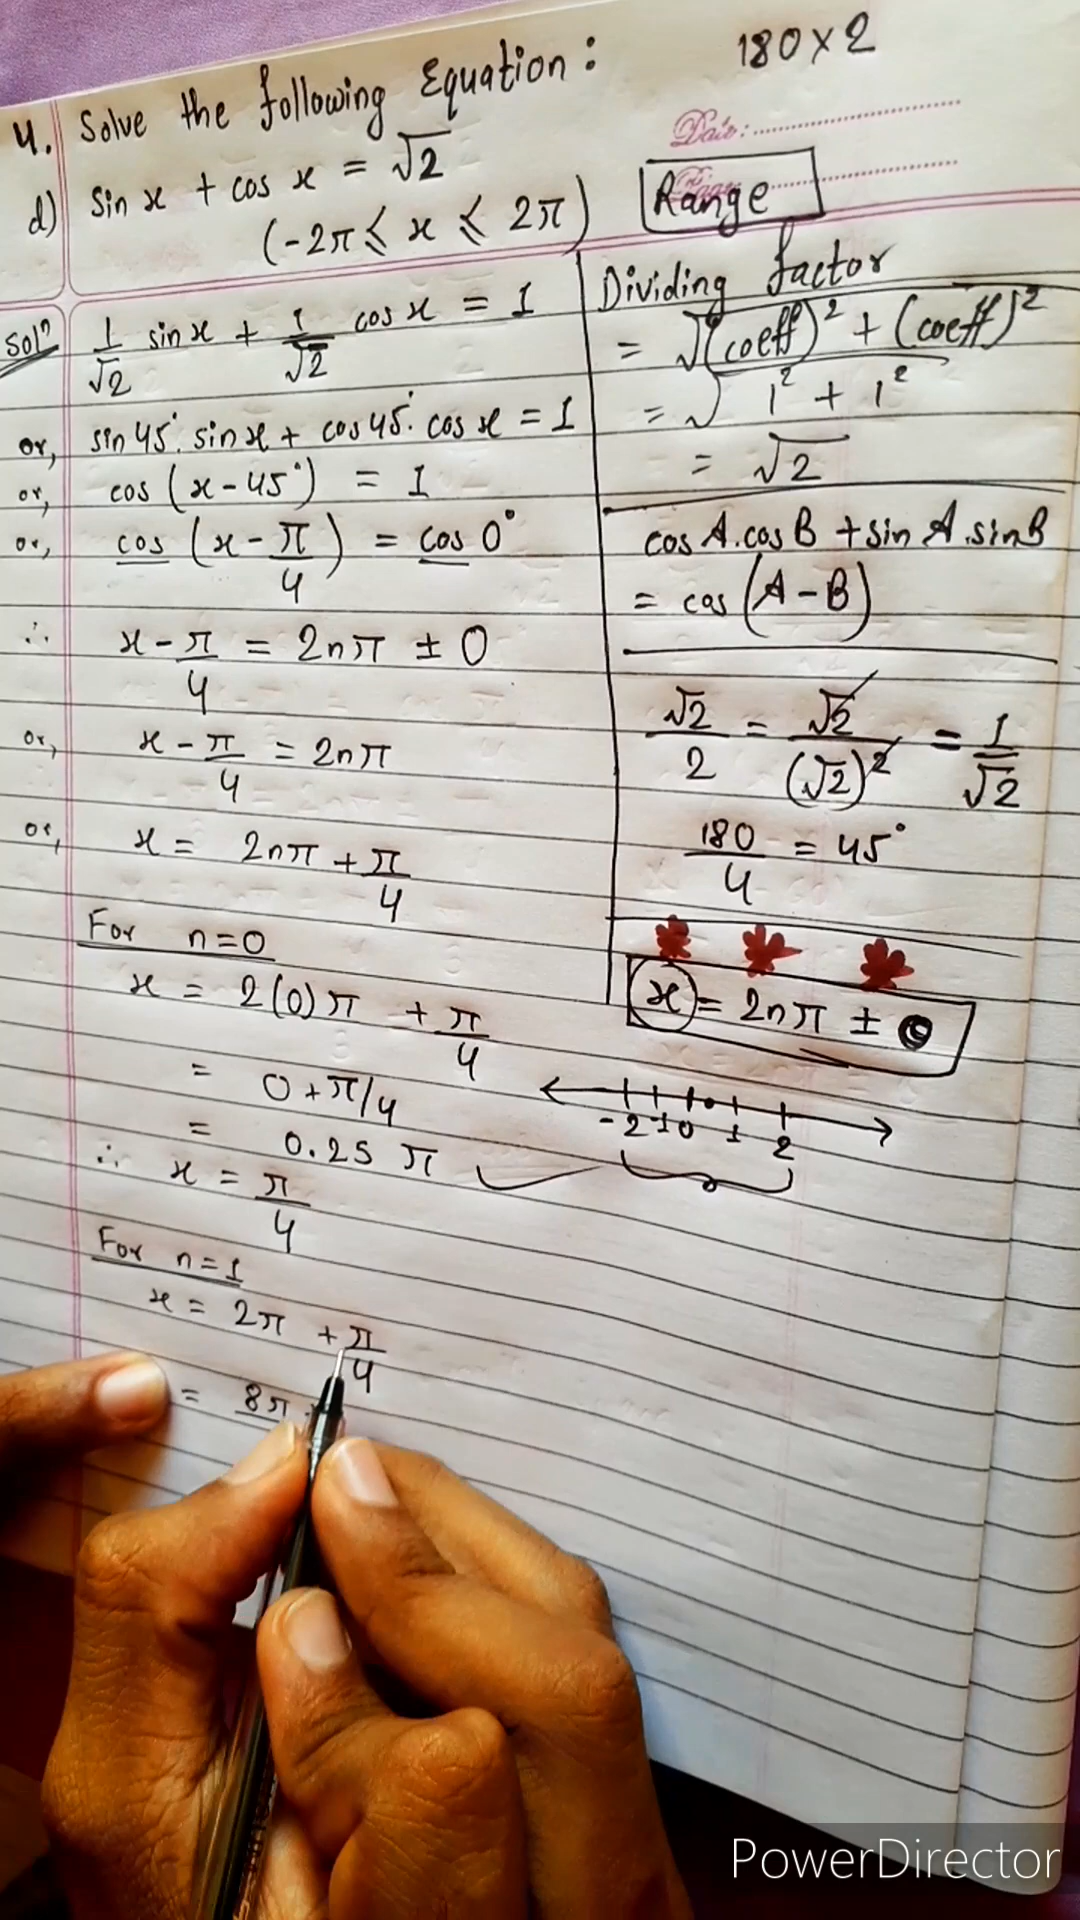 4. Solve the following Equation :
180 × 2
d) sin x + cos x = √2
(-2π ≤ x ≤ 2π)
Date:
Range
Solⁿ 1/√2 sin x + 1/√2 cos x = 1
or, sin 45°. sin x + cos 45°. cos x = 1
or, cos (x - 45°) = 1
or, cos (x - π/4) = cos 0°
∴ x - π/4 = 2nπ ± 0
or, x - π/4 = 2nπ
or, x = 2nπ + π/4
For n=0
x = 2(0)π + π/4
= 0 + π/4
= 0.25 π
∴ x = π/4
For n=1
x = 2π + π/4
= 8π
Dividing factor
= √(coeff)² + (coeff)²
= √1² + 1²
= √2
cos A . cos B + sin A . sin B
= cos (A - B)
√2/2 = √2/(√2)² = 1/√2
180/4 = 45°
x = 2nπ ±
-2 -1 0 1 2
PowerDirector